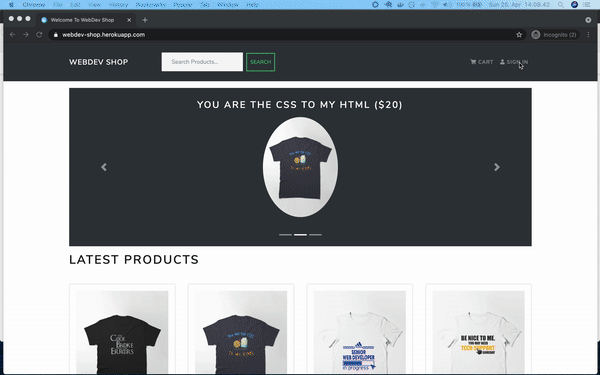 Chrome File Edit View History Bookmarks People Tab Window Help 100% Sun 25. Apr 14:08:42
Welcome To WebDev Shop
webdev-shop.herokuapp.com Incognito (2)
WEBDEV SHOP Search Products... SEARCH CART SIGN IN
YOU ARE THE CSS TO MY HTML ($20)
LATEST PRODUCTS
CODE
BROKE
SENIOR
WEB DEVELOPER
in progress
BE NICE TO ME.
YOU MAY NEED
TECH SUPPORT
SOMEDAY